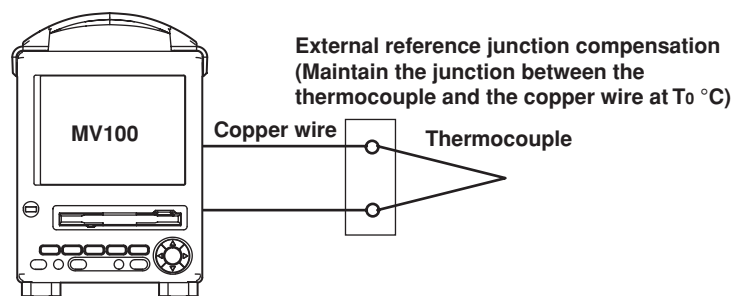 External reference junction compensation
(Maintain the junction between the
thermocouple and the copper wire at T0 °C)
MV100
Copper wire
Thermocouple